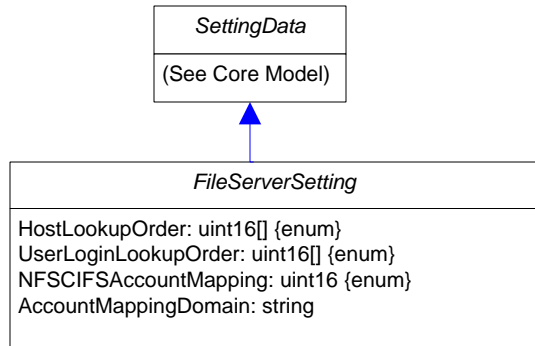 SettingData
(See Core Model)
FileServerSetting
HostLookupOrder: uint16[] {enum}
UserLoginLookupOrder: uint16[] {enum}
NFSCIFSAccountMapping: uint16 {enum}
AccountMappingDomain: string